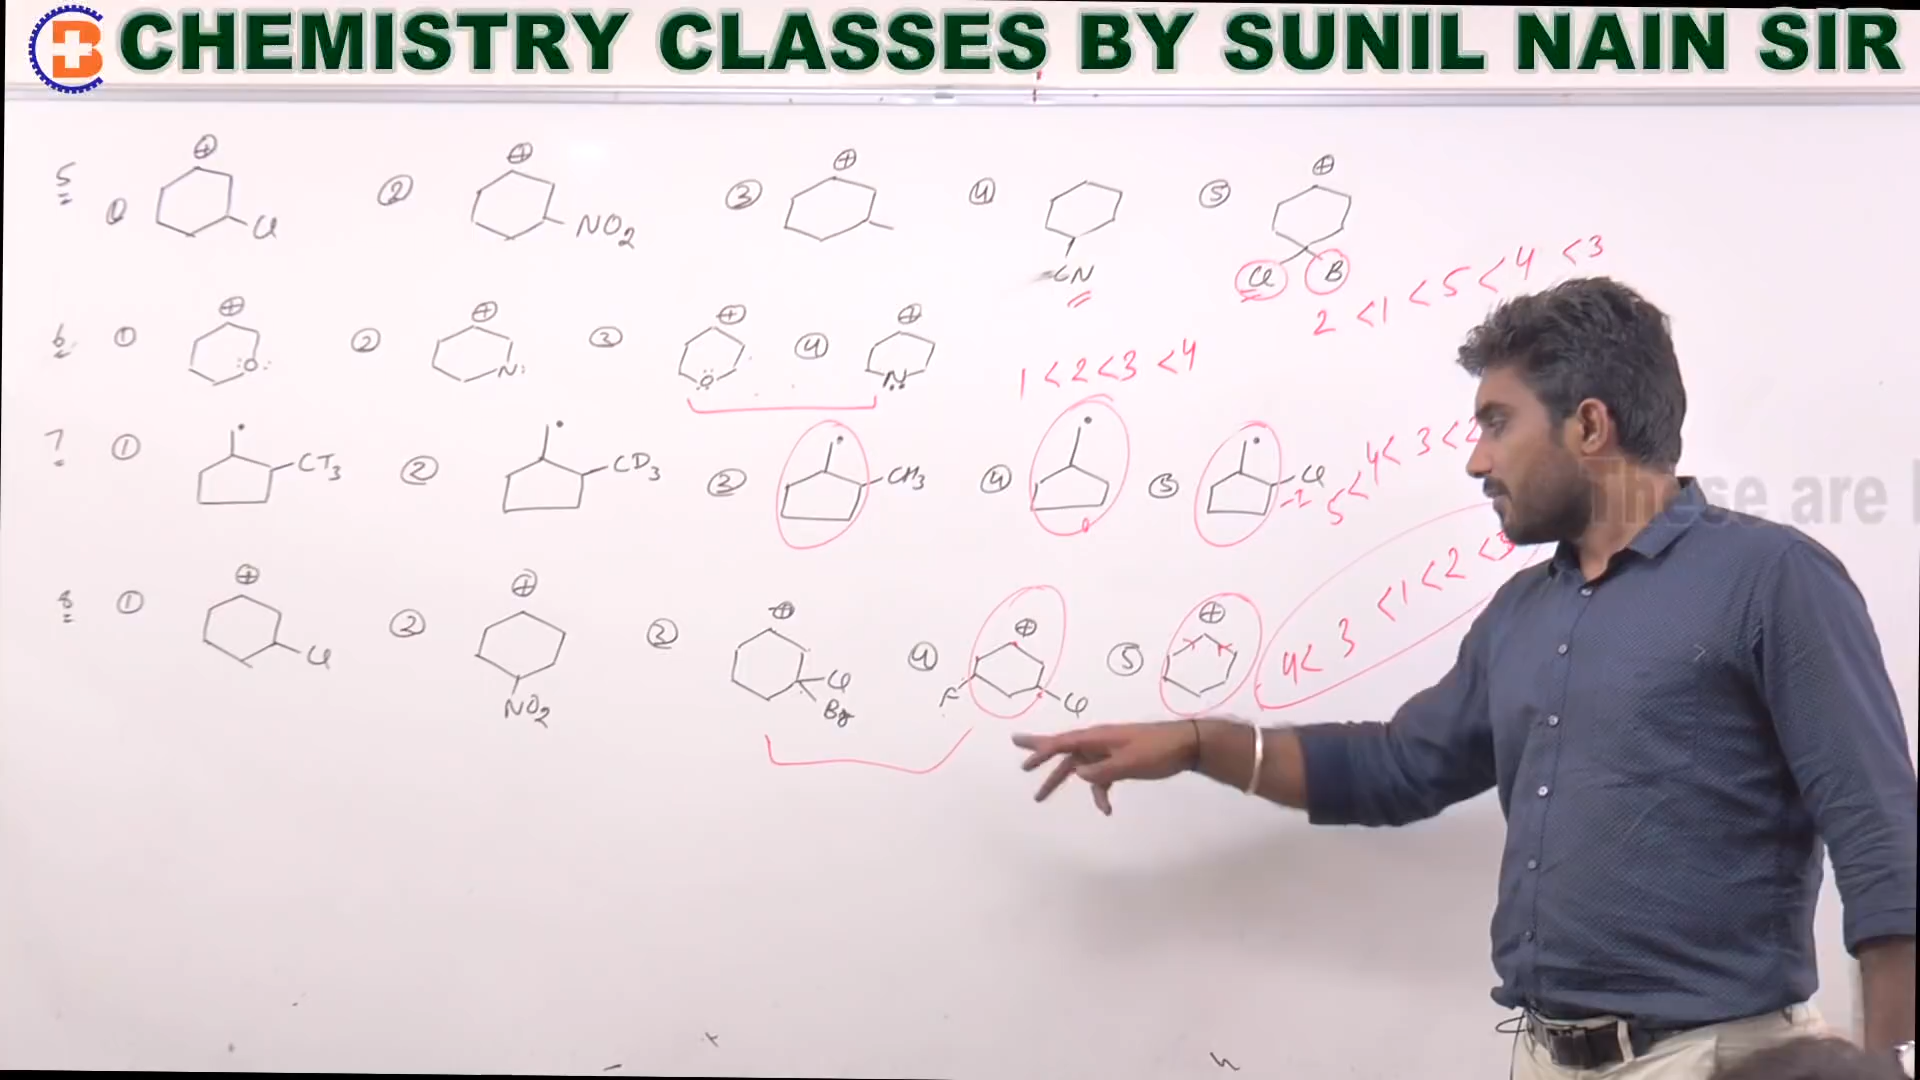 B CHEMISTRY CLASSES BY SUNIL NAIN SIR
5 ① ⊕ Cl ② ⊕ NO2 ③ ⊕ ④ CN ⑤ ⊕ Cl B
2 < 1 < 5 < 4 < 3
6 ① ⊕ :O: ② ⊕ N: ③ ⊕ O ④ ⊕ N
1 < 2 < 3 < 4
7 ① CT3 ② CD3 ③ CH3 ④ ⑤ Cl -I
5 < 4 < 3 < 2
These are
8 ① ⊕ Cl ② ⊕ NO2 ③ ⊕ Cl Br ④ ⊕ F Cl ⑤ ⊕
4 < 3 < 1 < 2 < 5